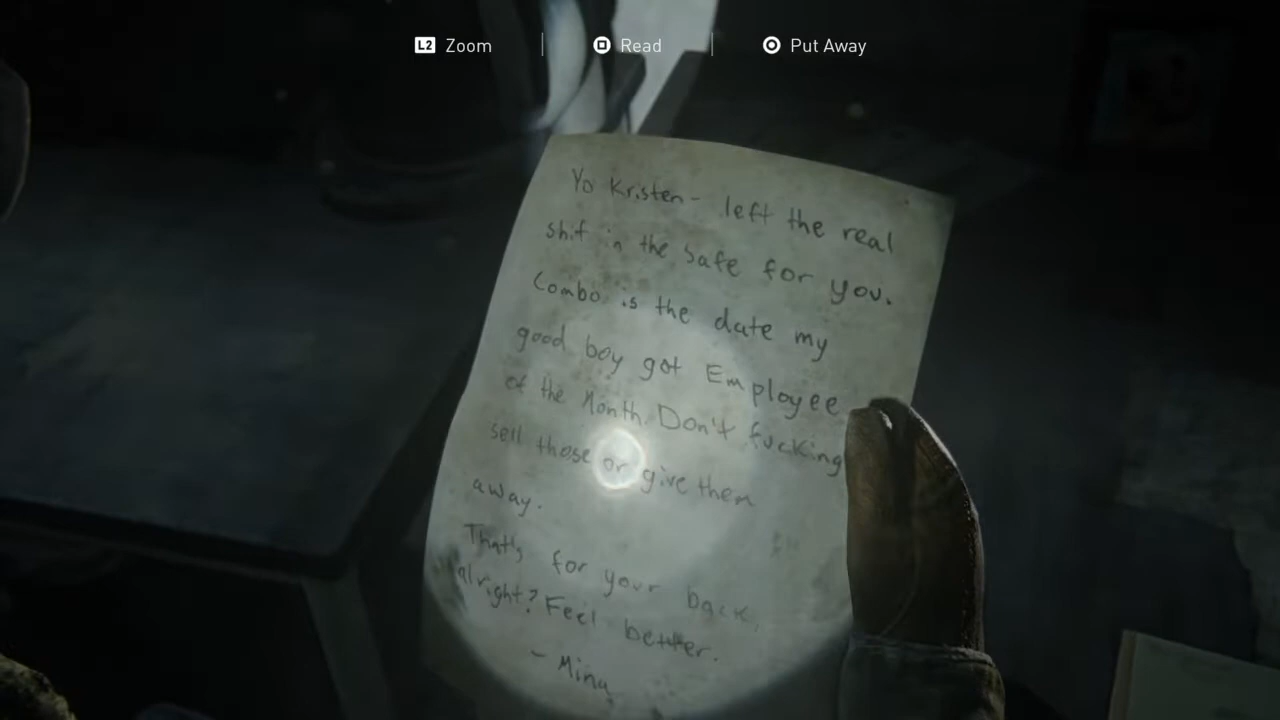 L2 Zoom | Read | Put Away
Yo Kristen- left the real
shit in the safe for you.
Combo is the date my
good boy got Employee
of the Month. Don't fucking
sell those or give them
away.
That's for your back,
alright? Feel better.
- Mina